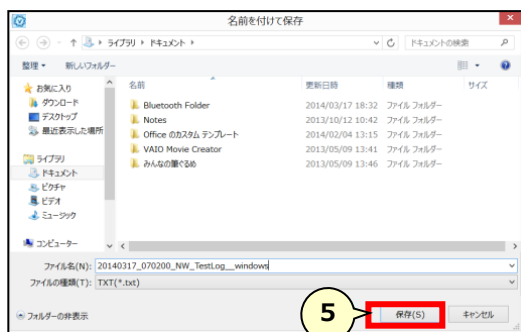 名前を付けて保存
ライブラリ ▸ ドキュメント ▸
ドキュメントの検索
整理 新しいフォルダー
お気に入り
ダウンロード
デスクトップ
最近表示した場所
ライブラリ
ドキュメント
ピクチャ
ビデオ
ミュージック
コンピューター
名前 更新日時 種類 サイズ
Bluetooth Folder 2014/03/17 18:32 ファイル フォルダー
Notes 2013/10/12 10:42 ファイル フォルダー
Office のカスタム テンプレート 2014/02/04 13:15 ファイル フォルダー
VAIO Movie Creator 2013/05/09 13:41 ファイル フォルダー
みんなの筆ぐるめ 2013/05/09 13:46 ファイル フォルダー
ファイル名(N): 20140317_070200_NW_TestLog__windows
ファイルの種類(T): TXT(*.txt)
フォルダーの非表示
5
保存(S)
キャンセル